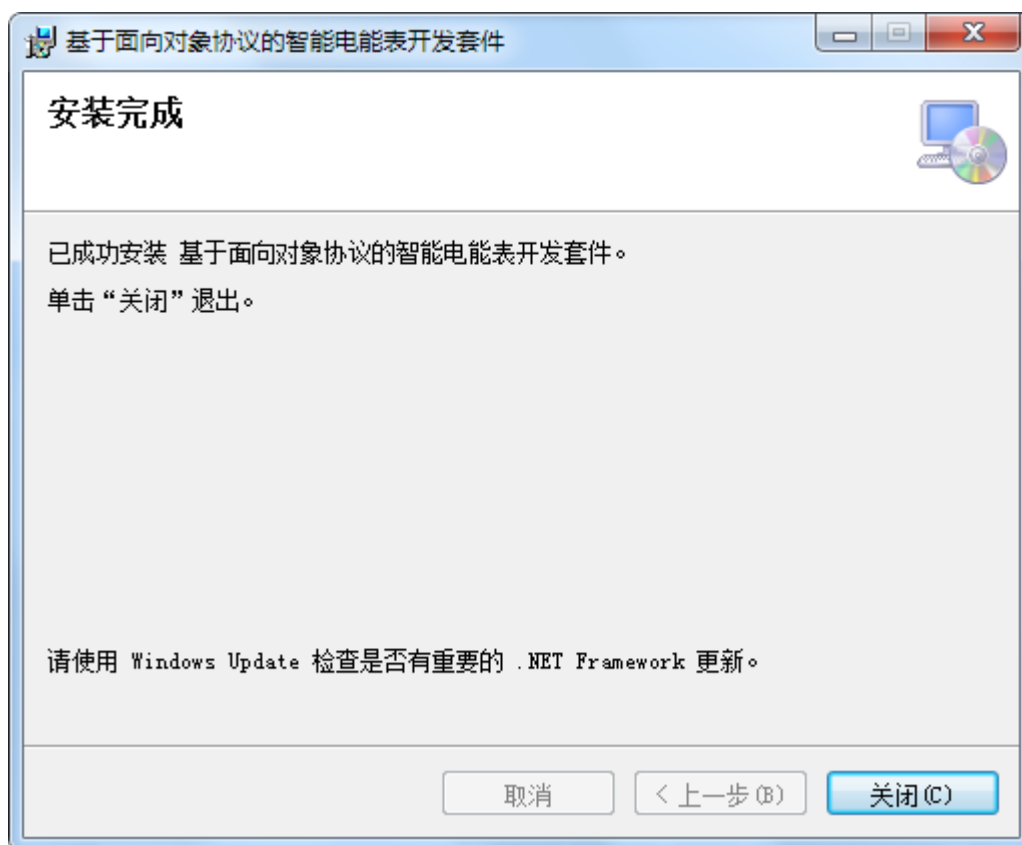 基于面向对象协议的智能电能表开发套件
安装完成
已成功安装 基于面向对象协议的智能电能表开发套件。
单击“关闭”退出。
请使用 Windows Update 检查是否有重要的 .NET Framework 更新。
取消
< 上一步(B)
关闭(C)